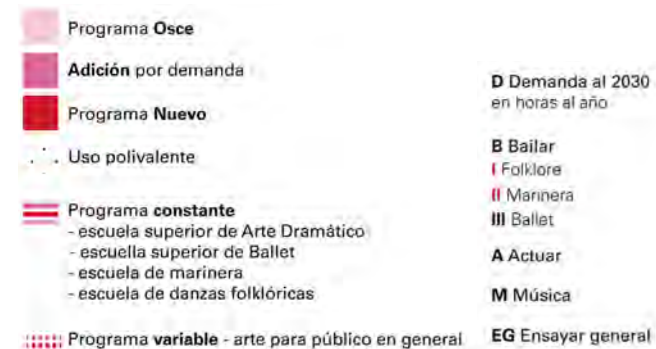 Programa Osce
Adición por demanda
Programa Nuevo
Uso polivalente
Programa constante
- escuela superior de Arte Dramático
- escuella superior de Ballet
- escuela de marinera
- escuela de danzas folklóricas
Programa variable - arte para público en general
D Demanda al 2030
en horas al año
B Bailar
I Folklore
II Marinera
III Ballet
A Actuar
M Música
EG Ensayar general